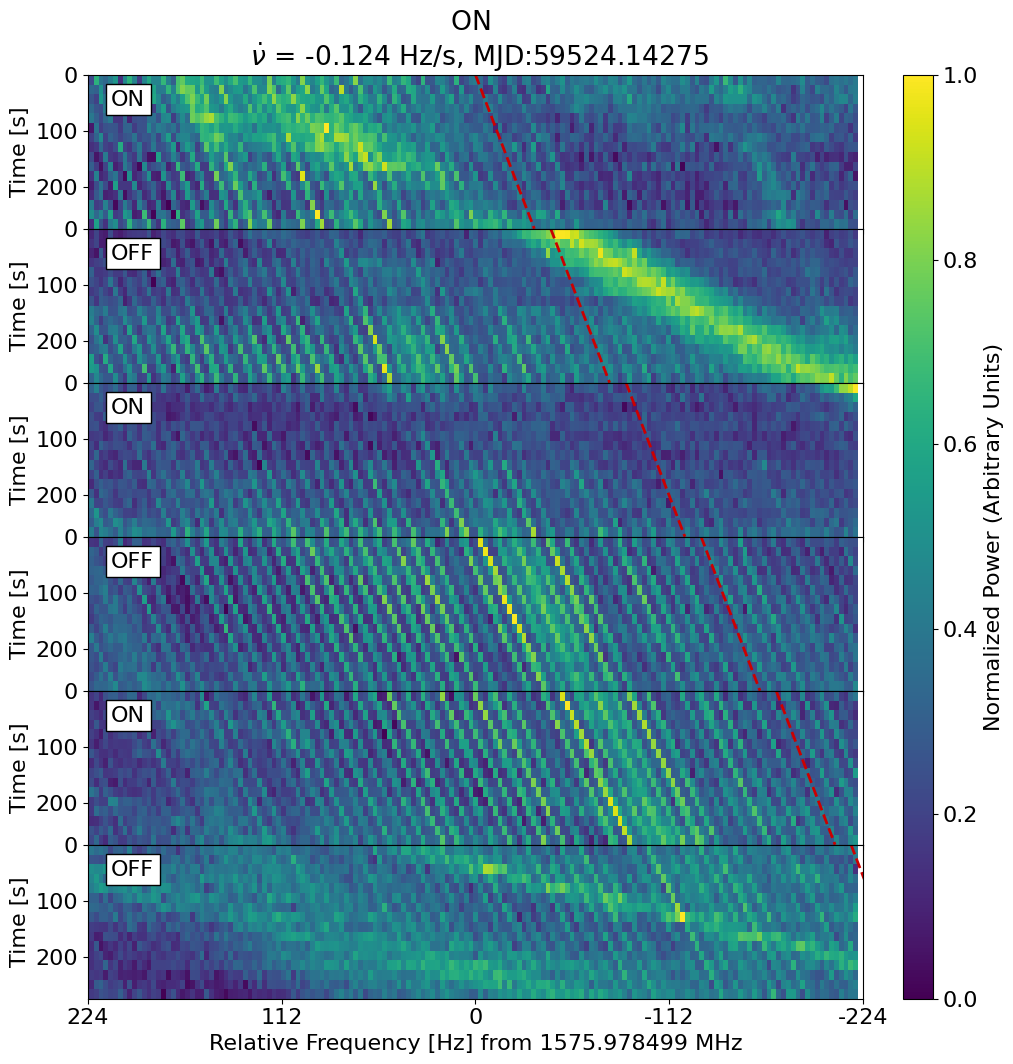 ON
ν̇ = -0.124 Hz/s, MJD:59524.14275
0
ON
100
Time [s]
200
0
OFF
100
Time [s]
200
0
ON
100
Time [s]
200
0
OFF
100
Time [s]
200
0
ON
100
Time [s]
200
0
OFF
100
Time [s]
200
224 112 0 -112 -224
Relative Frequency [Hz] from 1575.978499 MHz
1.0
0.8
0.6
0.4
0.2
0.0
Normalized Power (Arbitrary Units)